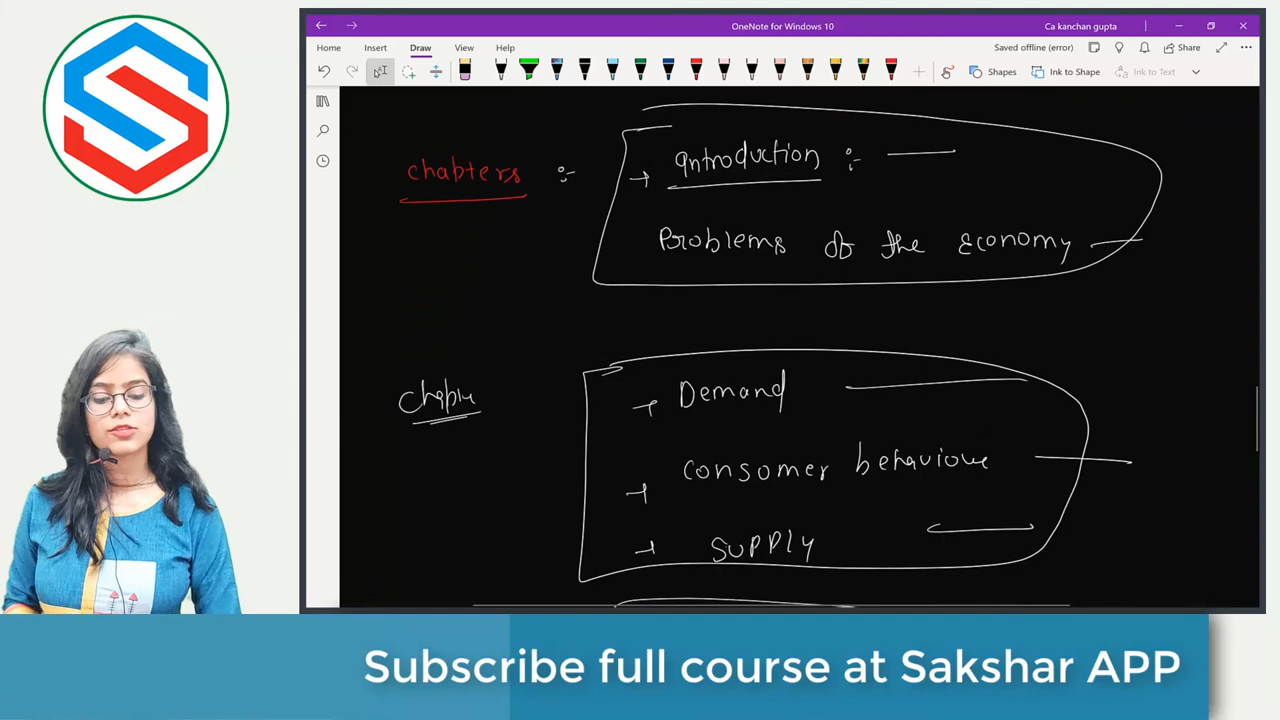 OneNote for Windows 10
Ca kanchan gupta
Home Insert Draw View Help
Saved offline (error)
Share
Shapes
Ink to Shape
Ink to Text
chapters :- → Introduction :-
Problems of the Economy
→ Demand
→ Consomer behaviour
→ SUPPLY
Subscribe full course at Sakshar APP